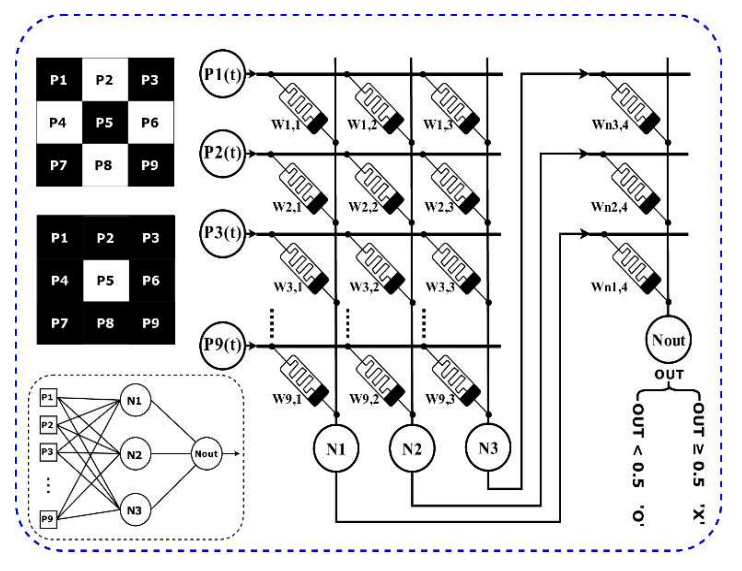 P1 P2 P3
P4 P5 P6
P7 P8 P9
P1 P2 P3
P4 P5 P6
P7 P8 P9
P1
P2
P3
P9
N1
N2
N3
Nout
P1(t)
W1,1 W1,2 W1,3
P2(t)
W2,1 W2,2 W2,3
P3(t)
W3,1 W3,2 W3,3
P9(t)
W9,1 W9,2 W9,3
N1 N2 N3
Wn3,4
Wn2,4
Wn1,4
Nout
OUT
OUT < 0.5 'O'
OUT ≥ 0.5 'X'